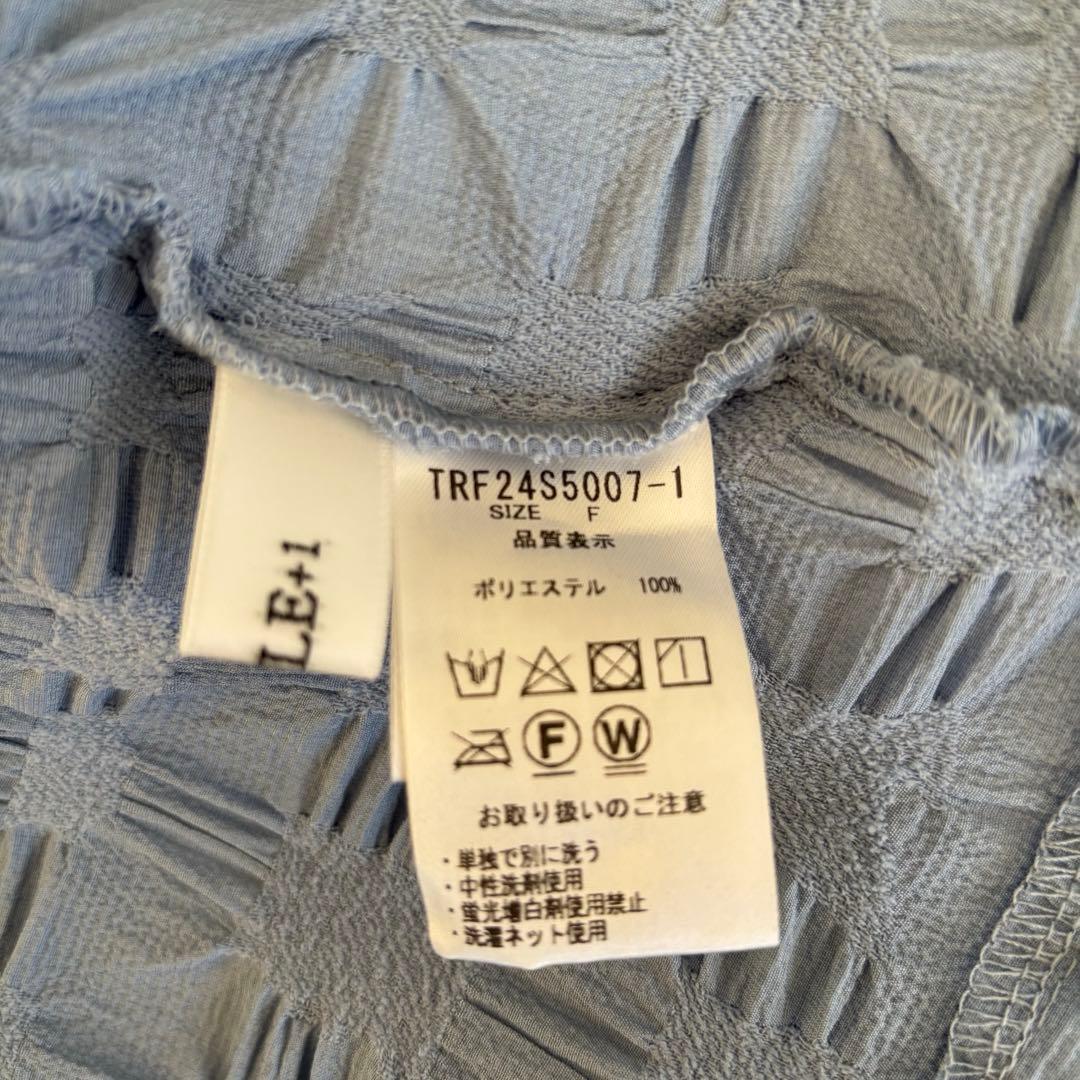 LE+1
TRF24S5007-1
SIZE F
品質表示
ポリエステル 100%
F W
お取り扱いのご注意
・単独で別に洗う
・中性洗剤使用
・蛍光増白剤使用禁止
・洗濯ネット使用